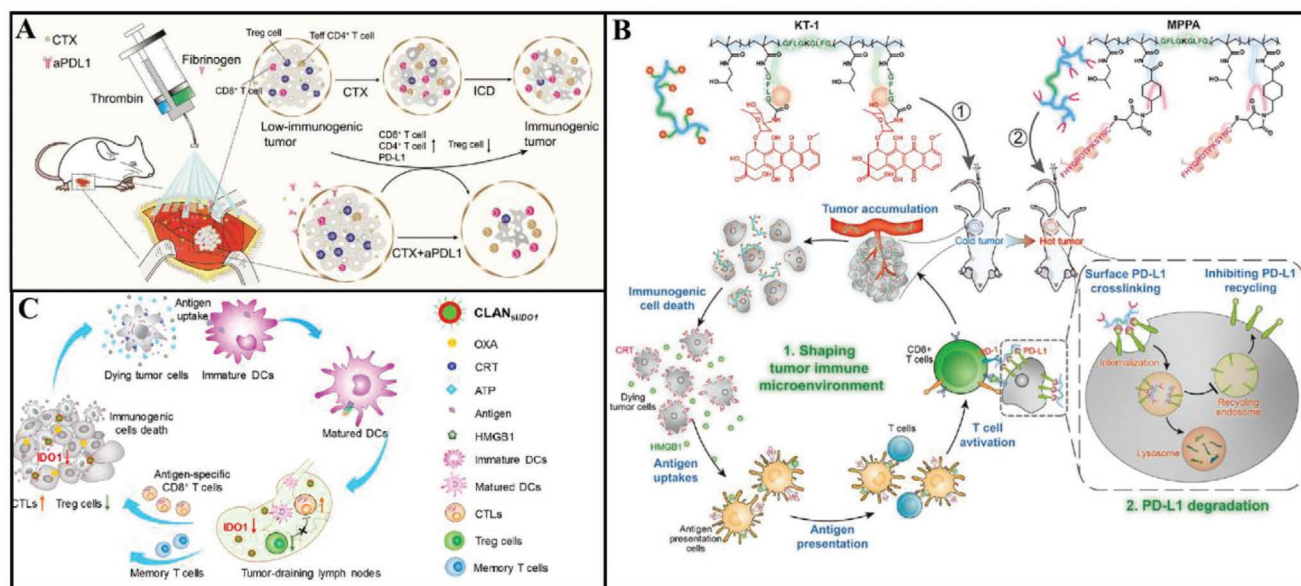 A
CTX
aPDL1
Fibrinogen
Thrombin
Treg cell
Teff CD4⁺ T cell
CD8⁺ T cell
CTX
ICD
Low-immunogenic
tumor
Immunogenic
tumor
CD8⁺ T cell
CD4⁺ T cell ↑
PD-L1
Treg cell ↓
CTX+aPDL1
B
KT-1
MPPA
GFLGKGLFG
GFLGKGLFG
G
F
L
G
①
②
Tumor accumulation
Cold tumor
Hot tumor
Immunogenic
cell death
CRT
Dying
tumor cells
HMGB1
1. Shaping
tumor immune
microenvironment
CD8+
T cells
PD-1
PD-L1
Antigen
uptakes
T cells
T cell
avtivation
Antigen
presentation
cells
Antigen
presentation
Surface PD-L1
crosslinking
Inhibiting PD-L1
recycling
Internalization
Recycling
endosome
Lysosome
2. PD-L1 degradation
C
Antigen
uptake
Dying tumor cells
Immature DCs
Matured DCs
Immunogenic
cells death
IDO1↓
CTLs ↑
Treg cells ↓
Antigen-specific
CD8⁺ T cells
Memory T cells
IDO1↓
Tumor-draining lymph nodes
CLANsiIDO1
OXA
CRT
ATP
Antigen
HMGB1
Immature DCs
Matured DCs
CTLs
Treg cells
Memory T cells